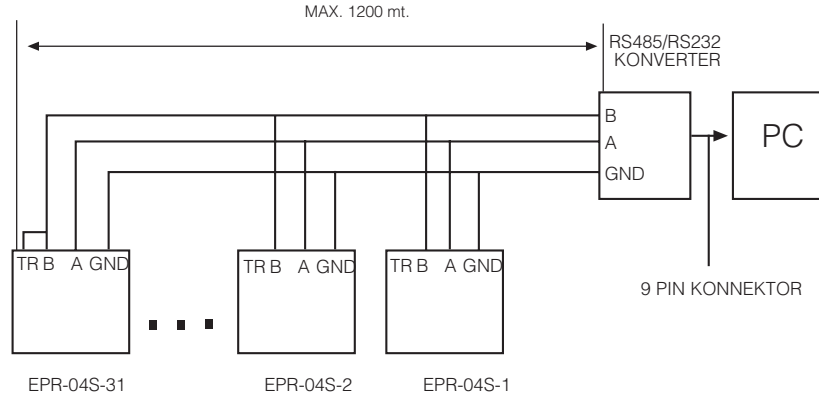 MAX. 1200 mt.
RS485/RS232
KONVERTER
B
A
GND
PC
TR B A GND
TR B A GND
TR B A GND
9 PIN KONNEKTOR
EPR-04S-31
EPR-04S-2
EPR-04S-1